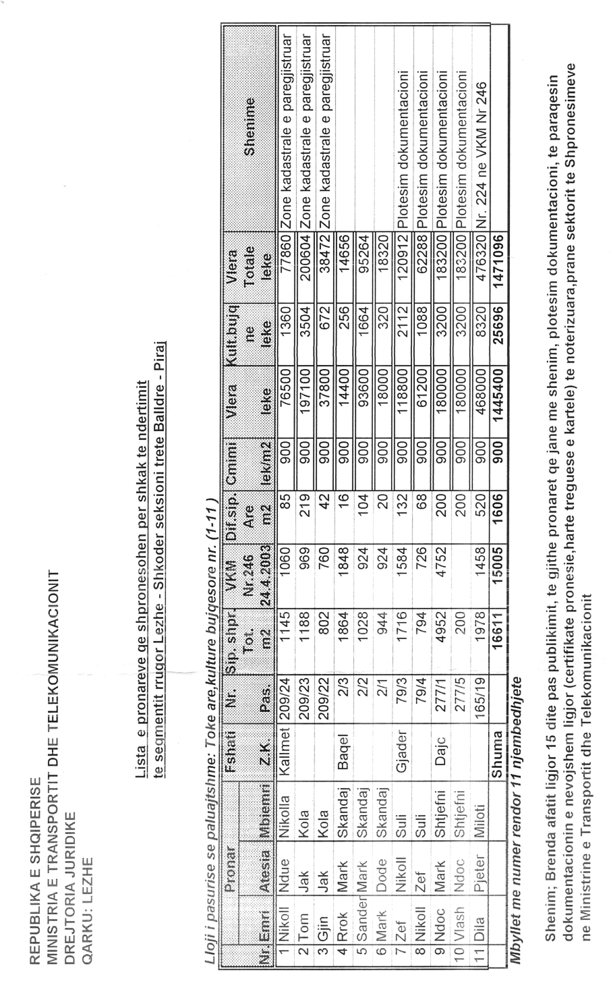 REPUBLIKA E SHQIPERISE
MINISTRIA E TRANSPORTIT DHE TELEKOMUNIKACIONIT
DREJTORIA JURIDIKE
QARKU: LEZHE
Lista e pronareve qe shpronesohen per shkak te ndertimit
te segmentit rrugor Lezhe - Shkoder seksioni trete Balldre - Piraj
Lloji i pasurise se paluajtshme: Toke are,kulture bujqesore nr. (1-11 )
Pronar Fshati Nr. Sip. shpr. VKM Dif.sip. Cmimi Vlera Kult.bujq Vlera Shenime
Tot. Nr.246 Are ne Totale
Nr. Emri Atesia Mbiemri Z.K. Pas. m2 24.4.2003 m2 lek/m2 leke leke leke
1 Nikoll Ndue Nikolla Kallmet 209/24 1145 1060 85 900 76500 1360 77860 Zone kadastrale e paregjistruar
2 Tom Jak Kola 209/23 1188 969 219 900 197100 3504 200604 Zone kadastrale e paregjistruar
3 Gjin Jak Kola 209/22 802 760 42 900 37800 672 38472 Zone kadastrale e paregjistruar
4 Rrok Mark Skandaj Baqel 2/3 1864 1848 16 900 14400 256 14656
5 Sander Mark Skandaj 2/2 1028 924 104 900 93600 1664 95264
6 Mark Dode Skandaj 2/1 944 924 20 900 18000 320 18320
7 Zef Nikoll Suli Gjader 79/3 1716 1584 132 900 118800 2112 120912 Plotesim dokumentacioni
8 Nikoll Zef Suli 79/4 794 726 68 900 61200 1088 62288 Plotesim dokumentacioni
9 Ndoc Mark Shtjefni Dajc 277/1 4952 4752 200 900 180000 3200 183200 Plotesim dokumentacioni
10 Vlash Ndoc Shtjefni 277/5 200 200 900 180000 3200 183200 Plotesim dokumentacioni
11 Dila Pjeter Miloti 165/19 1978 1458 520 900 468000 8320 476320 Nr. 224 ne VKM Nr 246
Shuma 16611 15005 1606 900 1445400 25696 1471096
Mbyllet me numer rendor 11 njembedhjete
Shenim; Brenda afatit ligjor 15 dite pas publikimit, te gjithe pronaret qe jane me shenim, plotesim dokumentacioni, te paraqesin
dokumentacionin e nevojshem ligjor (certifikate pronesie,harte treguese e kartele) te noterizuara,prane sektorit te Shpronesimeve
ne Ministrine e Transportit dhe Telekomunikacionit